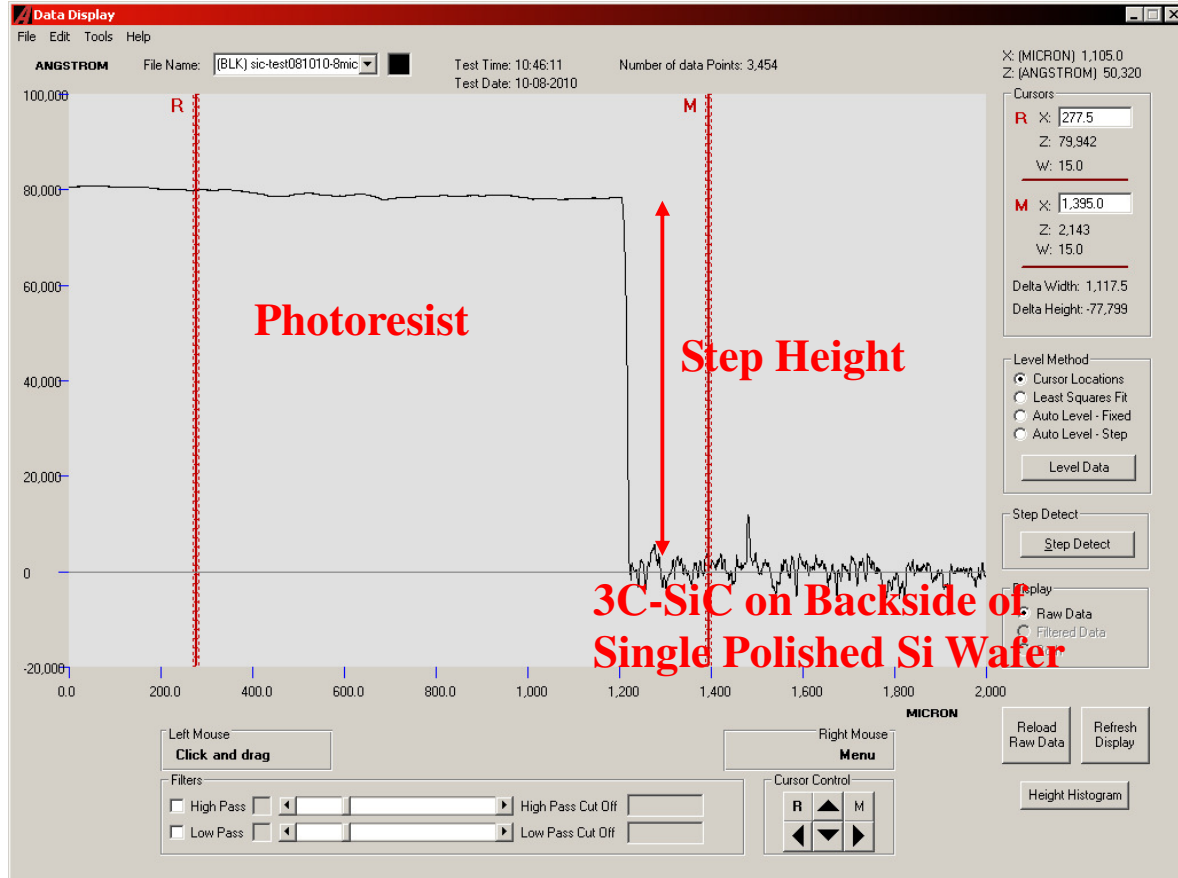 Data Display
File Edit Tools Help
ANGSTROM File Name: (BLK) sic-test081010-8mic Test Time: 10:46:11 Number of data Points: 3,454
Test Date: 10-08-2010
X: (MICRON) 1,105.0
Z: (ANGSTROM) 50,320
100,000
80,000
60,000
40,000
20,000
0
-20,000
R
M
Photoresist
Step Height
3C-SiC on Backside of
Single Polished Si Wafer
0.0 200.0 400.0 600.0 800.0 1,000 1,200 1,400 1,600 1,800 2,000
MICRON
Cursors
R X: 277.5
Z: 79,942
W: 15.0
M X: 1,395.0
Z: 2,143
W: 15.0
Delta Width: 1,117.5
Delta Height: -77,799
Level Method
Cursor Locations
Least Squares Fit
Auto Level - Fixed
Auto Level - Step
Level Data
Step Detect
Step Detect
Display
Raw Data
Filtered Data
Reload
Raw Data
Refresh
Display
Height Histogram
Left Mouse
Click and drag
Right Mouse
Menu
Filters
High Pass High Pass Cut Off
Low Pass Low Pass Cut Off
Cursor Control
R M